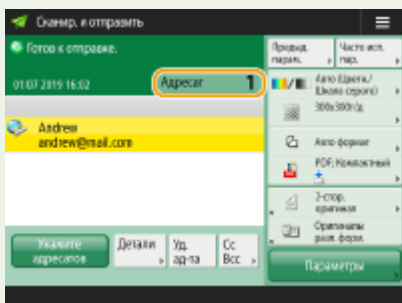 Сканир. и отправить
Готов к отправке.
01.07 2019 16:02
Адресат 1
Andrew
andrew@mail.com
Укажите адресатов
Детали
Уд. ад-та
Cc Bcc
Предыд. парам.
Часто исп. пар.
Авто (Цветн./ Шкала серого)
300x300т/д
Авто формат
PDF; Компактный
2-стор. оригинал
Оригиналы разн. форм.
Параметры